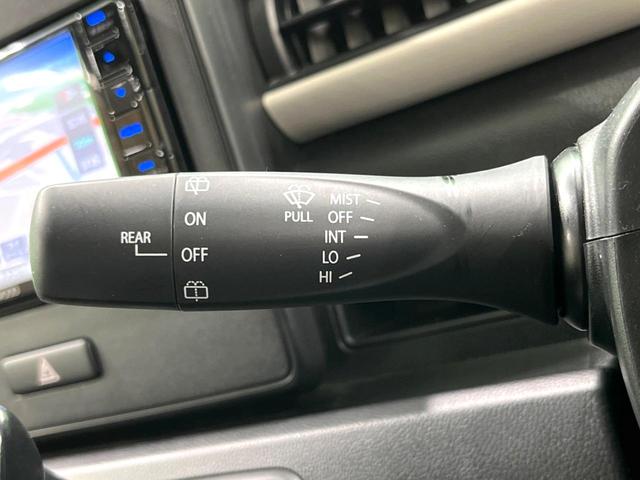 REAR
ON
OFF
PULL
MIST
OFF
INT
LO
HI